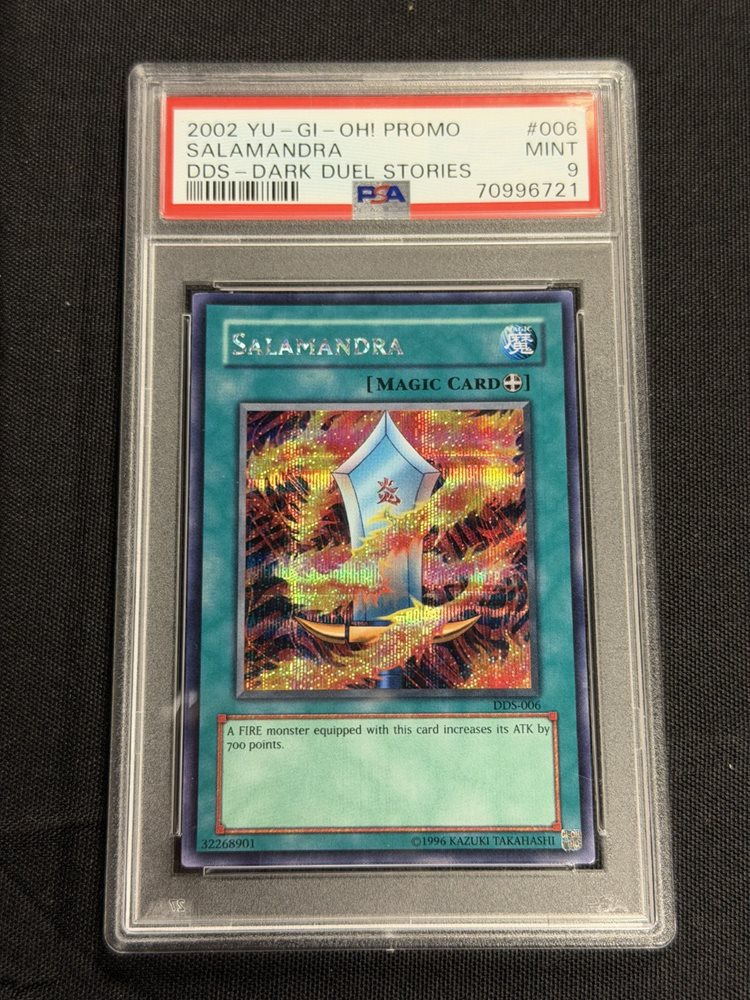 2002 YU-GI-OH! PROMO #006
SALAMANDRA MINT
DDS-DARK DUEL STORIES 9
PSA 70996721
SALAMANDRA
MAGIC
魔
[MAGIC CARD]
炎
DDS-006
A FIRE monster equipped with this card increases its ATK by
700 points.
32268901 ©1996 KAZUKI TAKAHASHI